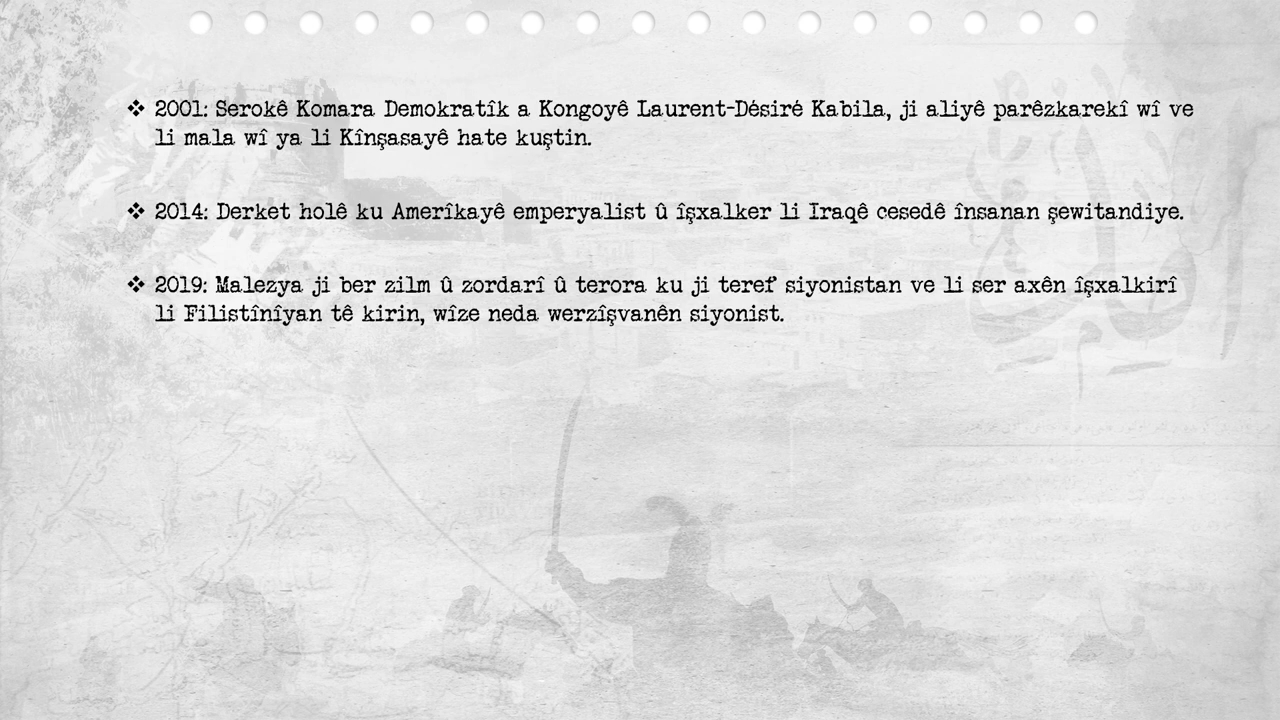 ❖ 2001: Serokê Komara Demokratîk a Kongoyê Laurent-Désiré Kabila, ji aliyê parêzkarekî wî ve
li mala wî ya li Kînşasayê hate kuştin.
❖ 2014: Derket holê ku Amerîkayê emperyalist û îşxalker li Iraqê cesedê însanan şewitandiye.
❖ 2019: Malezya ji ber zilm û zordarî û terora ku ji teref siyonistan ve li ser axên îşxalkirî
li Filistînîyan tê kirin, wîze neda werzîşvanên siyonist.